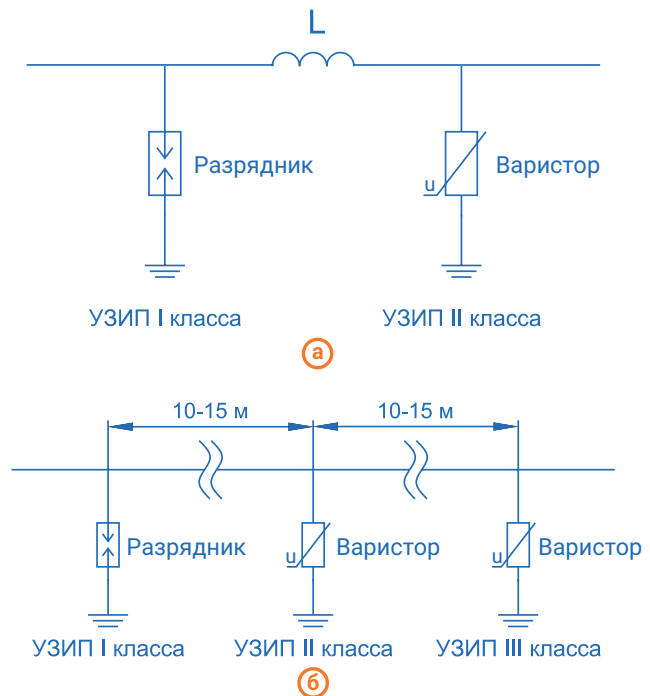 L
Разрядник
u
Варистор
УЗИП I класса
УЗИП II класса
а
10-15 м
10-15 м
Разрядник
u
Варистор
u
Варистор
УЗИП I класса
УЗИП II класса
УЗИП III класса
б